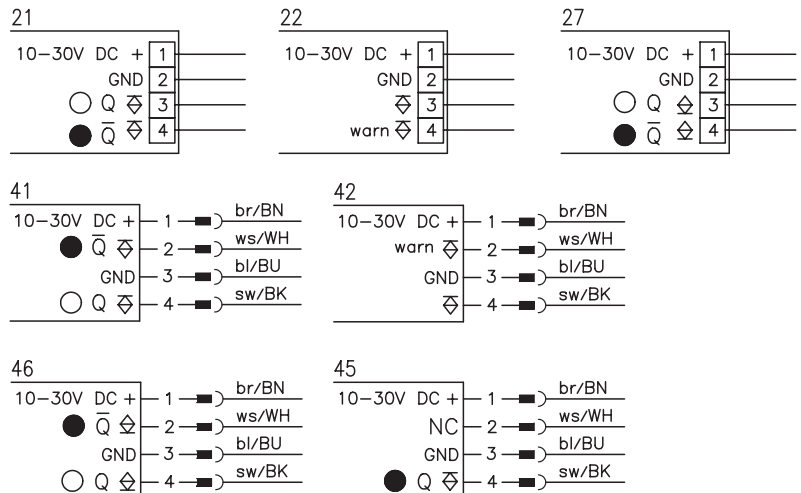 21
10-30V DC + 1
GND 2
Q 3
Q̅ 4
22
10-30V DC + 1
GND 2
3
warn 4
27
10-30V DC + 1
GND 2
Q 3
Q̅ 4
41
10-30V DC + 1 br/BN
Q̅ 2 ws/WH
GND 3 bl/BU
Q 4 sw/BK
42
10-30V DC + 1 br/BN
warn 2 ws/WH
GND 3 bl/BU
4 sw/BK
46
10-30V DC + 1 br/BN
Q̅ 2 ws/WH
GND 3 bl/BU
Q 4 sw/BK
45
10-30V DC + 1 br/BN
NC 2 ws/WH
GND 3 bl/BU
Q 4 sw/BK